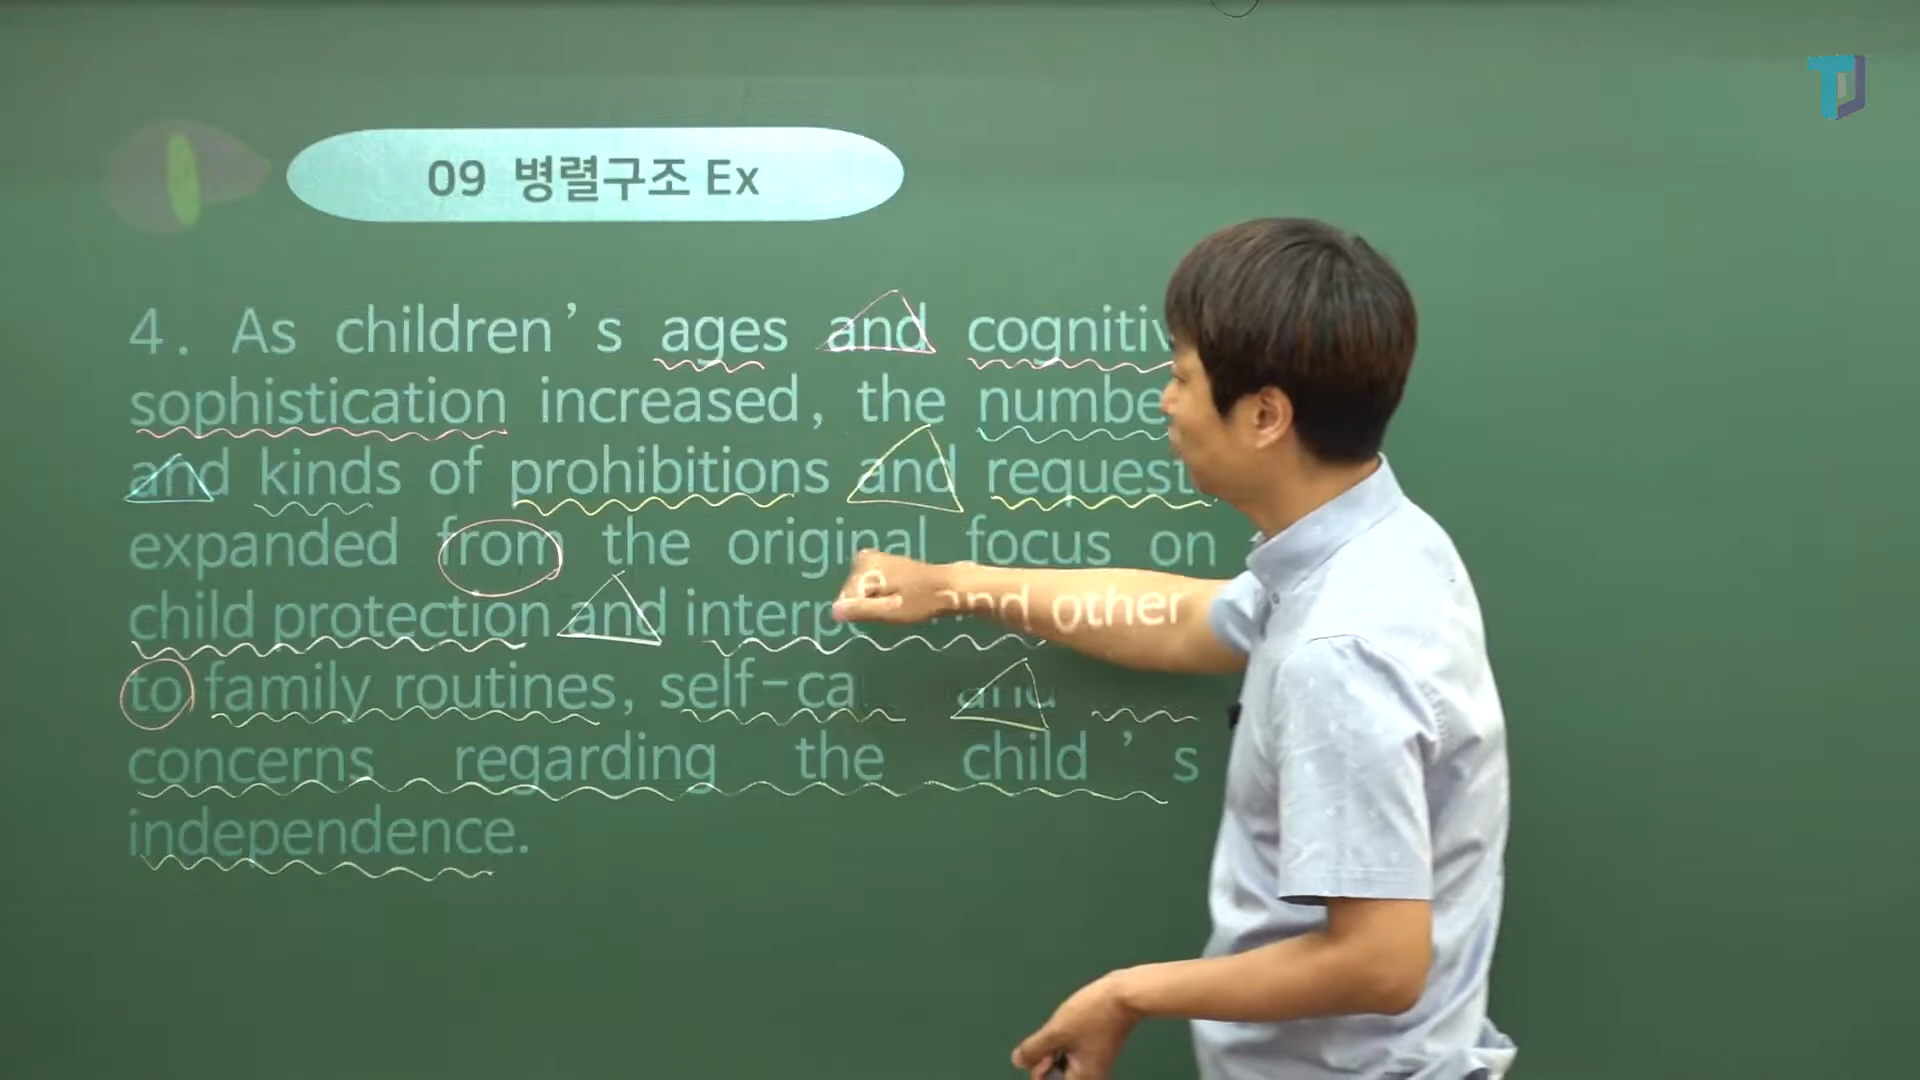 09 병렬구조 Ex
4. As children's ages and cognitiv
sophistication increased, the numbe
and kinds of prohibitions and request
expanded from the original focus on
child protection and interpe and other
to family routines, self-ca and
concerns regarding the child's
independence.